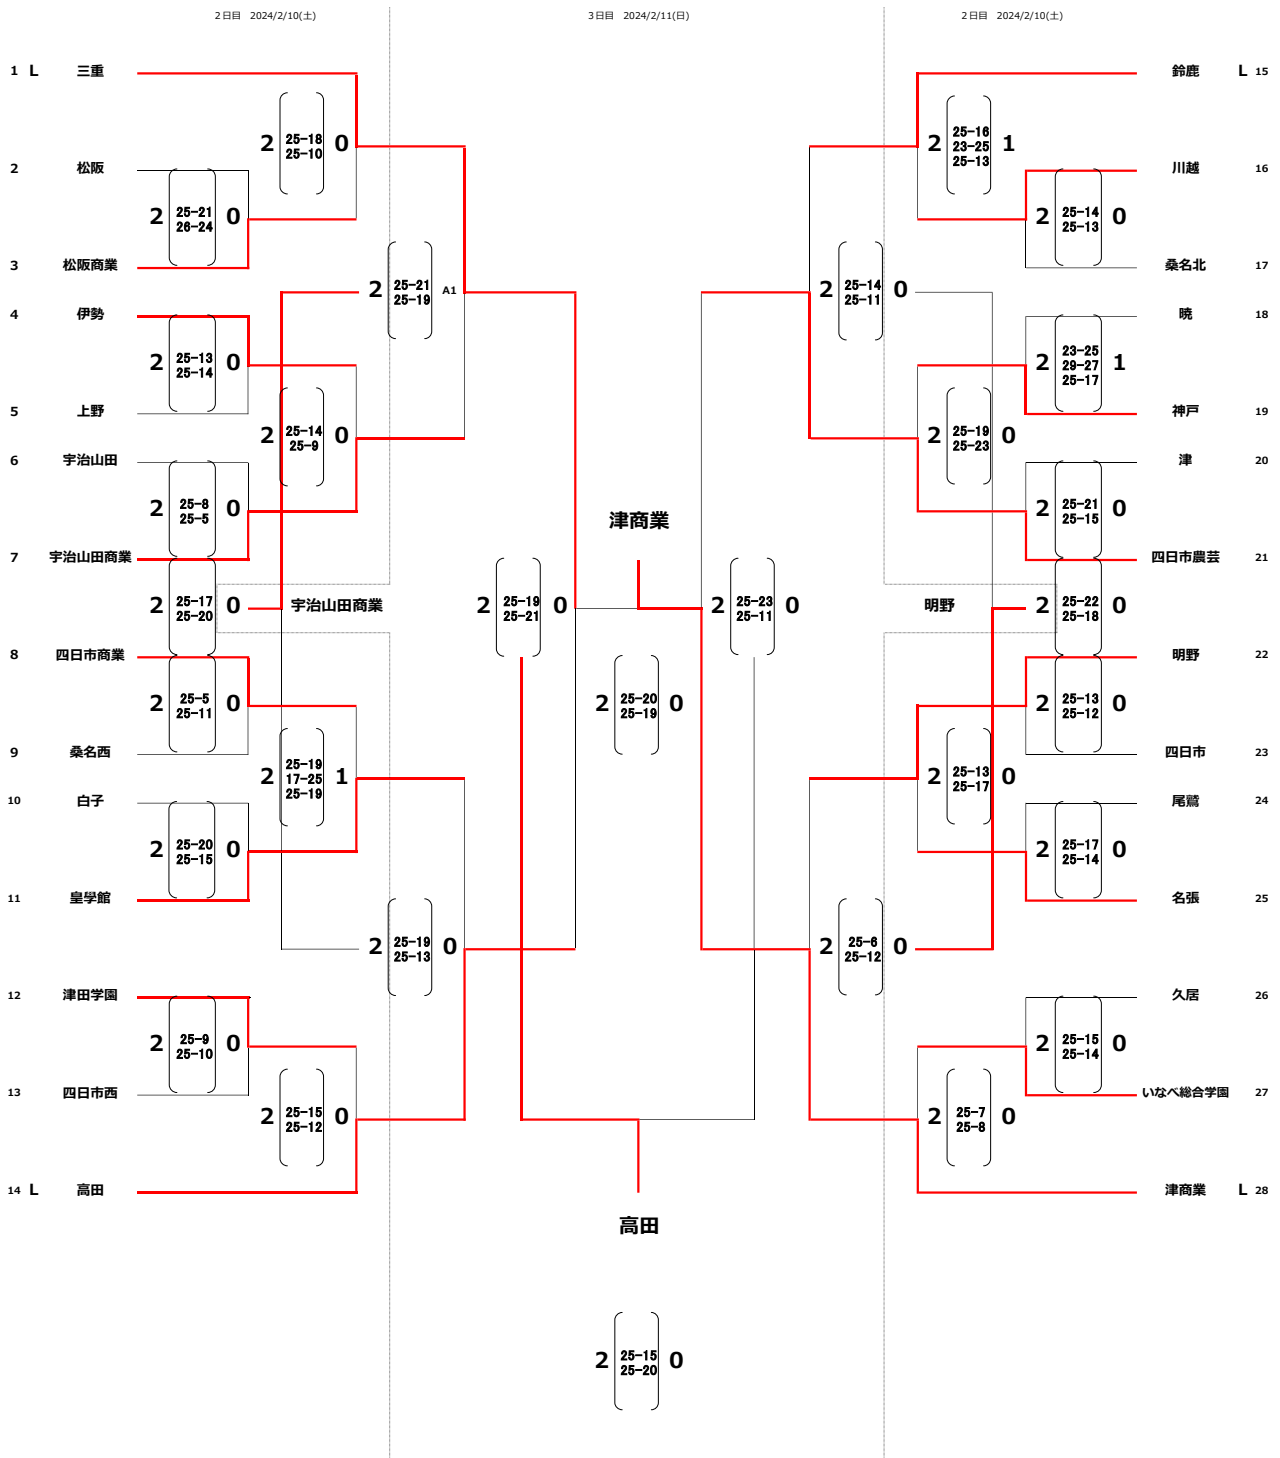 2日目 2024/2/10(土)
3日目 2024/2/11(日)
2日目 2024/2/10(土)
1 L 三重
鈴鹿 L 15
2 25-18 0
25-10
2 25-16 1
23-25
25-13
2 松阪
川越 16
2 25-21 0
26-24
2 25-14 0
25-13
3 松阪商業
桑名北 17
2 25-21 A1
25-19
2 25-14 0
25-11
4 伊勢
暁 18
2 25-13 0
25-14
2 23-25 1
29-27
25-17
5 上野
神戸 19
2 25-14 0
25-9
2 25-19 0
25-23
6 宇治山田
津 20
2 25-8 0
25-5
津商業
2 25-21 0
25-15
7 宇治山田商業
四日市農芸 21
2 25-17 0
25-20
宇治山田商業
2 25-19 0
25-21
2 25-23 0
25-11
明野
2 25-22 0
25-18
8 四日市商業
明野 22
2 25-5 0
25-11
2 25-20 0
25-19
2 25-13 0
25-12
9 桑名西
四日市 23
2 25-19 1
17-25
25-19
2 25-13 0
25-17
10 白子
尾鷲 24
2 25-20 0
25-15
2 25-17 0
25-14
11 皇學館
名張 25
2 25-19 0
25-13
2 25-6 0
25-12
12 津田学園
久居 26
2 25-9 0
25-10
2 25-15 0
25-14
13 四日市西
いなべ総合学園 27
2 25-15 0
25-12
2 25-7 0
25-8
14 L 高田
津商業 L 28
高田
2 25-15 0
25-20